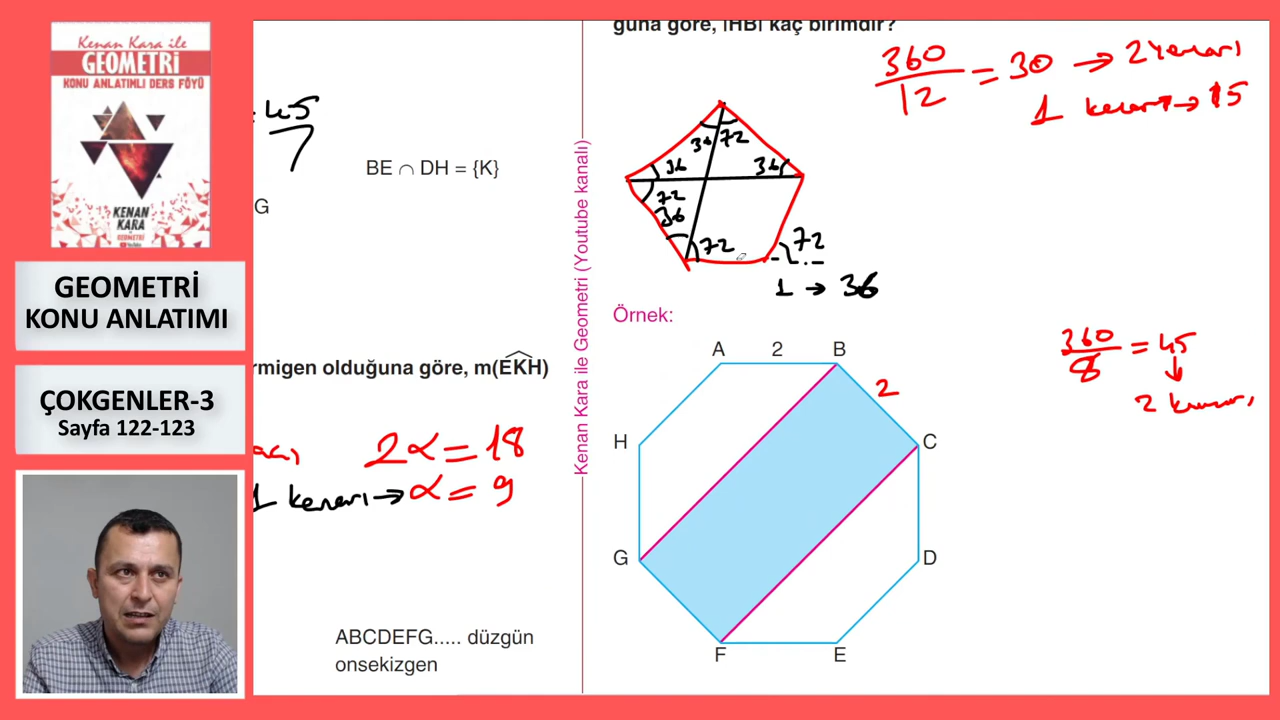 Kenan Kara ile
GEOMETRİ
KONU ANLATIMLI DERS FÖYÜ
KENAN
KARA
GEOMETRİ
GEOMETRİ
KONU ANLATIMI
ÇOKGENLER-3
Sayfa 122-123
45
BE ∩ DH = {K}
G
rmigen olduğuna göre, m(EKH)
açı 2α = 18
1 kenarı → α = 9
ABCDEFG..... düzgün
onsekizgen
Kenan Kara ile Geometri (Youtube kanalı)
ğuna göre, |HB| kaç birimdir?
360/12 = 30 → 2 kenarı
1 kenarı → 15
36 72
36 36
72
36
72 72
1 → 36
Örnek:
360/8 = 45
2 kenarı
A 2 B
2
H C
G D
F E